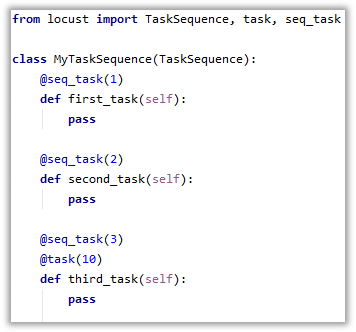 from locust import TaskSequence, task, seq_task
class MyTaskSequence(TaskSequence):
    @seq_task(1)
    def first_task(self):
        pass
    @seq_task(2)
    def second_task(self):
        pass
    @seq_task(3)
    @task(10)
    def third_task(self):
        pass